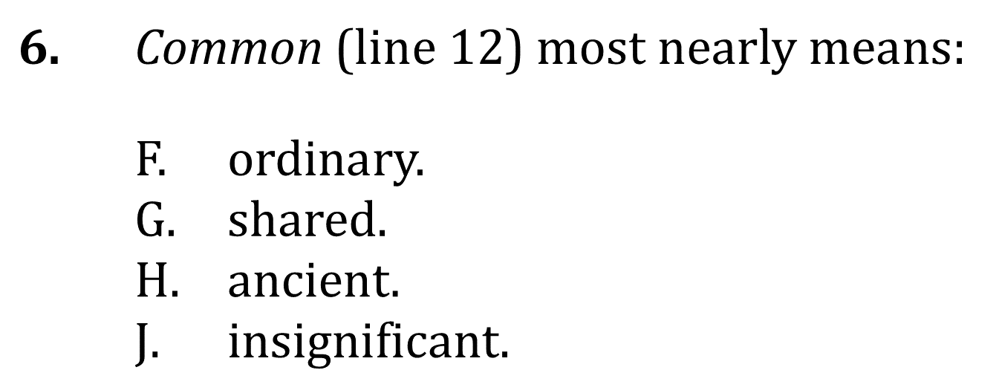 6. Common (line 12) most nearly means:
F. ordinary.
G. shared.
H. ancient.
J. insignificant.